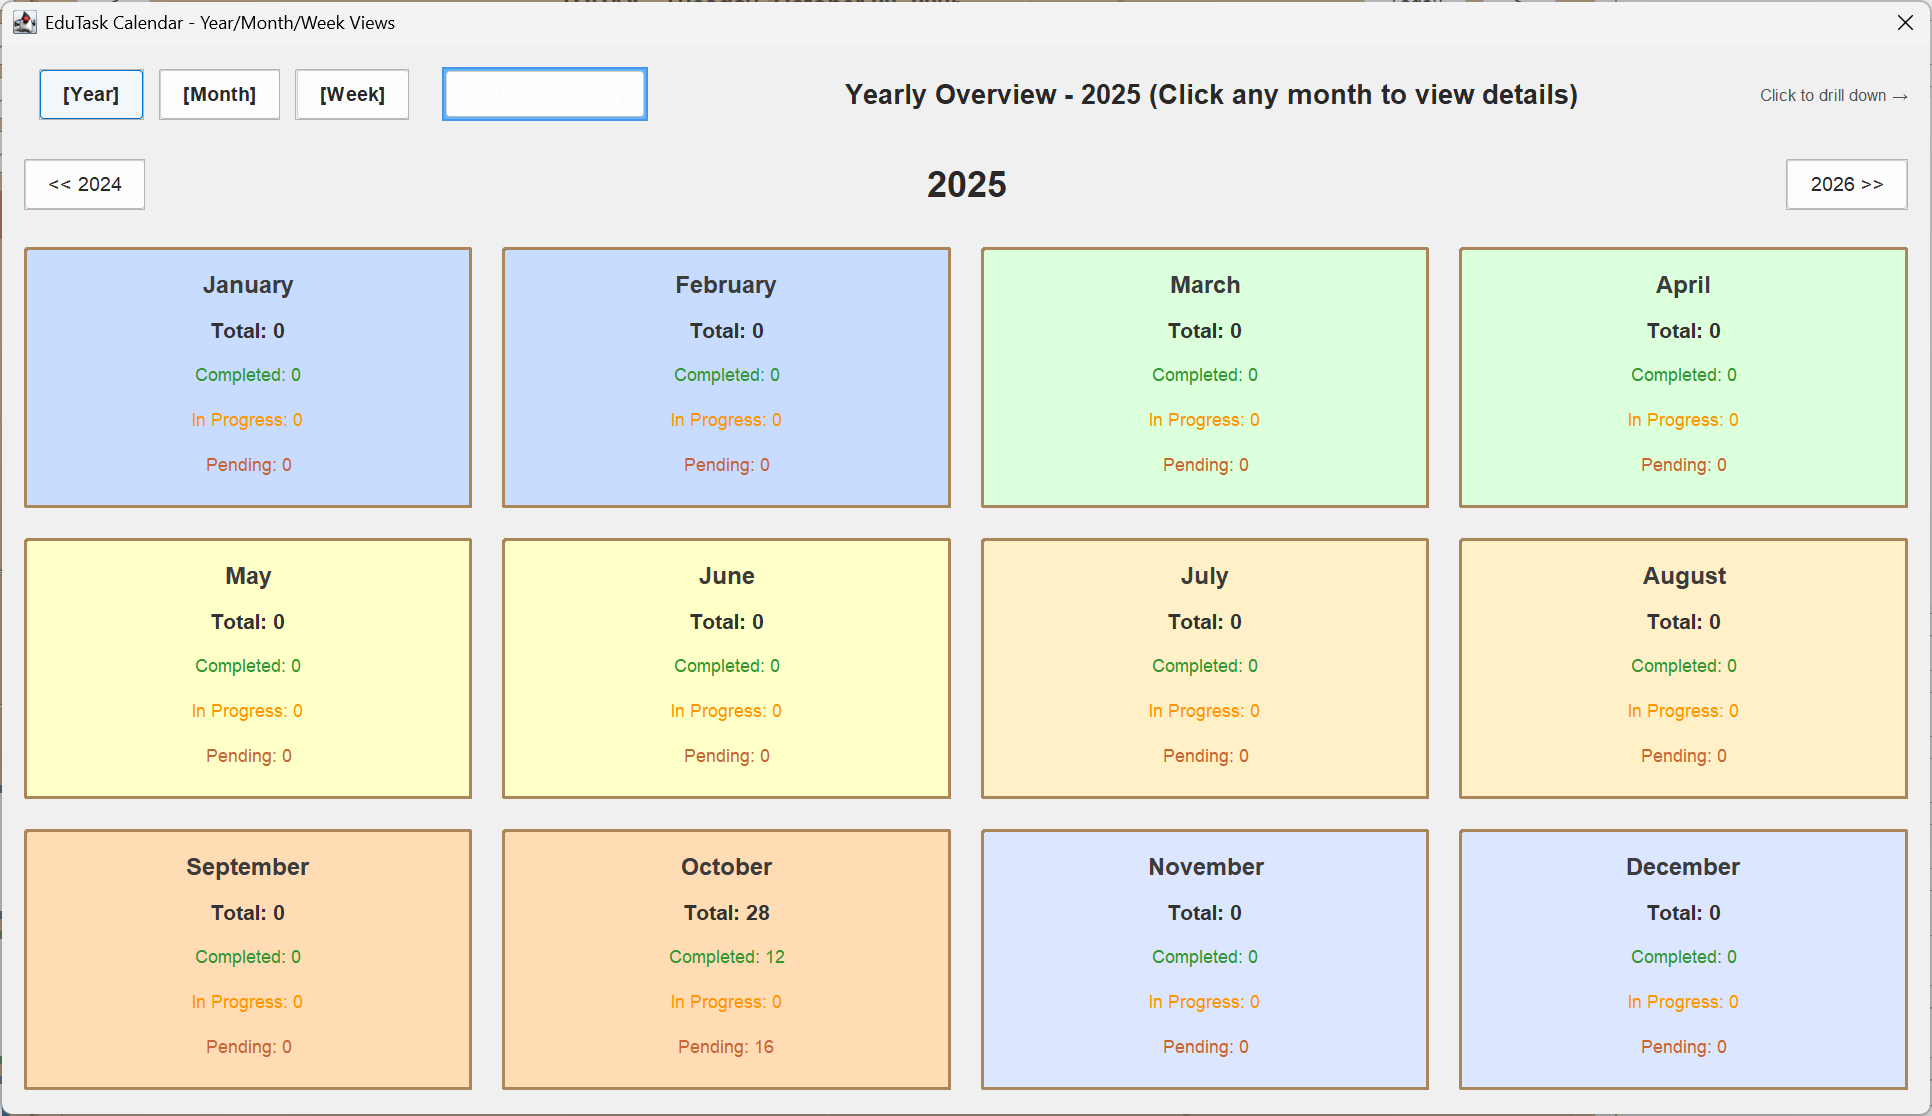 EduTask Calendar - Year/Month/Week Views
[Year]
[Month]
[Week]
Yearly Overview - 2025 (Click any month to view details)
Click to drill down →
<< 2024
2025
2026 >>
January
Total: 0
Completed: 0
In Progress: 0
Pending: 0
February
Total: 0
Completed: 0
In Progress: 0
Pending: 0
March
Total: 0
Completed: 0
In Progress: 0
Pending: 0
April
Total: 0
Completed: 0
In Progress: 0
Pending: 0
May
Total: 0
Completed: 0
In Progress: 0
Pending: 0
June
Total: 0
Completed: 0
In Progress: 0
Pending: 0
July
Total: 0
Completed: 0
In Progress: 0
Pending: 0
August
Total: 0
Completed: 0
In Progress: 0
Pending: 0
September
Total: 0
Completed: 0
In Progress: 0
Pending: 0
October
Total: 28
Completed: 12
In Progress: 0
Pending: 16
November
Total: 0
Completed: 0
In Progress: 0
Pending: 0
December
Total: 0
Completed: 0
In Progress: 0
Pending: 0